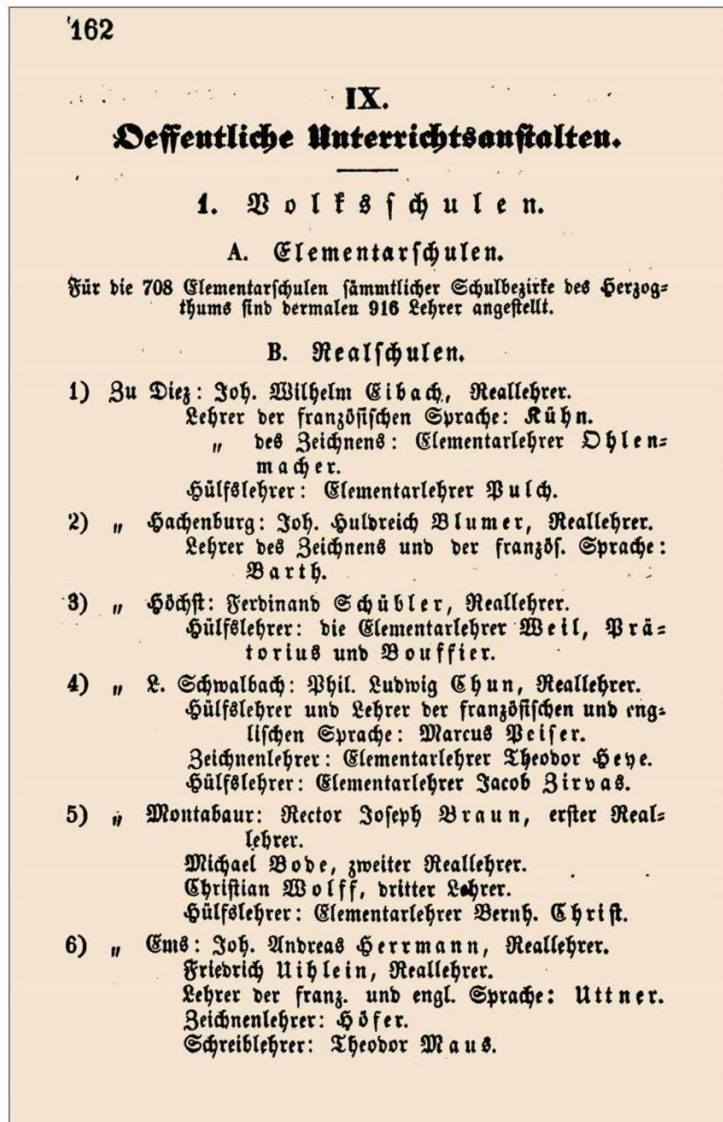 162
IX.
Oeffentliche Unterrichtsanstalten.
1. Volksschulen.
A. Elementarschulen.
Für die 708 Elementarschulen sämmtlicher Schulbezirke des Herzog=
thums sind dermalen 916 Lehrer angestellt.
B. Realschulen.
1) Zu Diez: Joh. Wilhelm Eibach, Reallehrer.
Lehrer der französischen Sprache: Kühn.
„ des Zeichnens: Elementarlehrer Ohlen=
macher.
Hülfslehrer: Elementarlehrer Pulch.
2) „ Hachenburg: Joh. Huldreich Blumer, Reallehrer.
Lehrer des Zeichnens und der französ. Sprache:
Barth.
3) „ Höchst: Ferdinand Schübler, Reallehrer.
Hülfslehrer: die Elementarlehrer Weil, Prä=
torius und Bouffier.
4) „ L. Schwalbach: Phil. Ludwig Chun, Reallehrer.
Hülfslehrer und Lehrer der französischen und eng=
lischen Sprache: Marcus Peiser.
Zeichnenlehrer: Elementarlehrer Theodor Heye.
Hülfslehrer: Elementarlehrer Jacob Zirvas.
5) „ Montabaur: Rector Joseph Braun, erster Real=
lehrer.
Michael Bode, zweiter Reallehrer.
Christian Wolff, dritter Lehrer.
Hülfslehrer: Elementarlehrer Bernh. Christ.
6) „ Ems: Joh. Andreas Herrmann, Reallehrer.
Friedrich Uihlein, Reallehrer.
Lehrer der franz. und engl. Sprache: Uttner.
Zeichnenlehrer: Höfer.
Schreiblehrer: Theodor Maus.